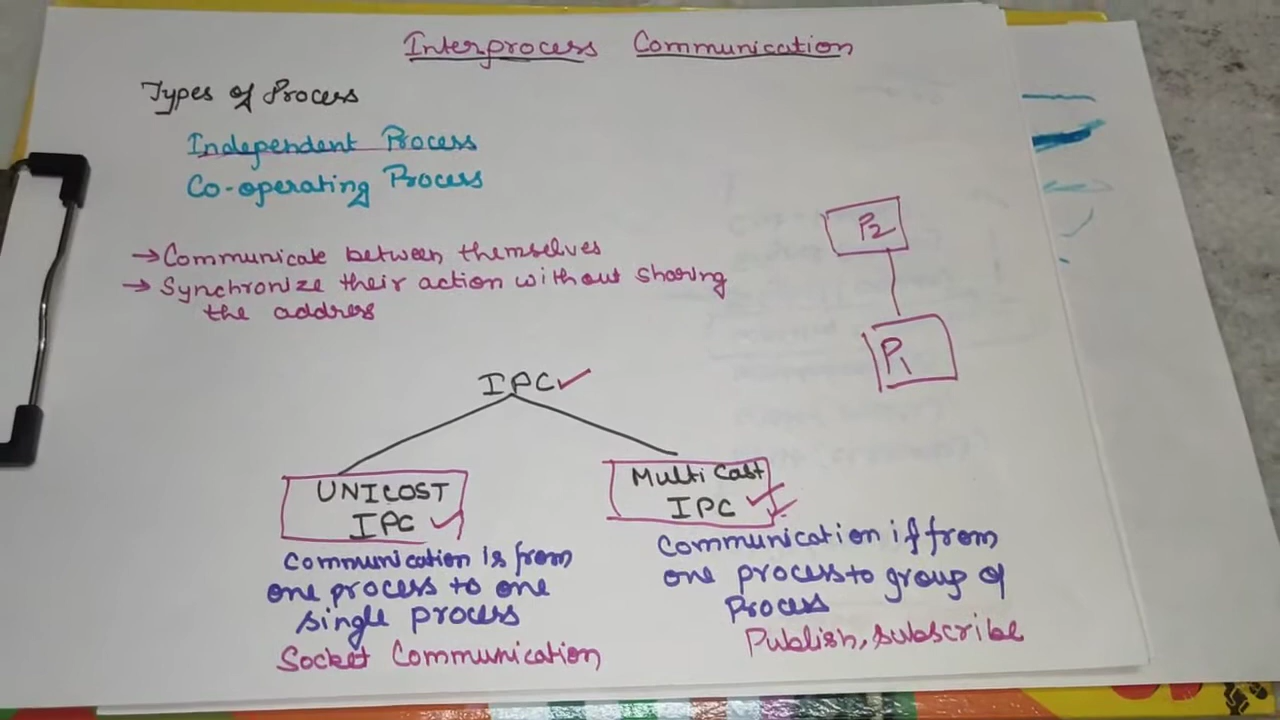 Interprocess Communication
Types of Process
Independent Process
Co-operating Process
→ Communicate between themselves
→ Synchronize their action without sharing
the address
P2
P1
IPC
UNICOST
IPC
Communication is from
one process to one
single process
Socket Communication
Multi Cast
IPC
Communication if from
one process to group of
Process
Publish, subscribe